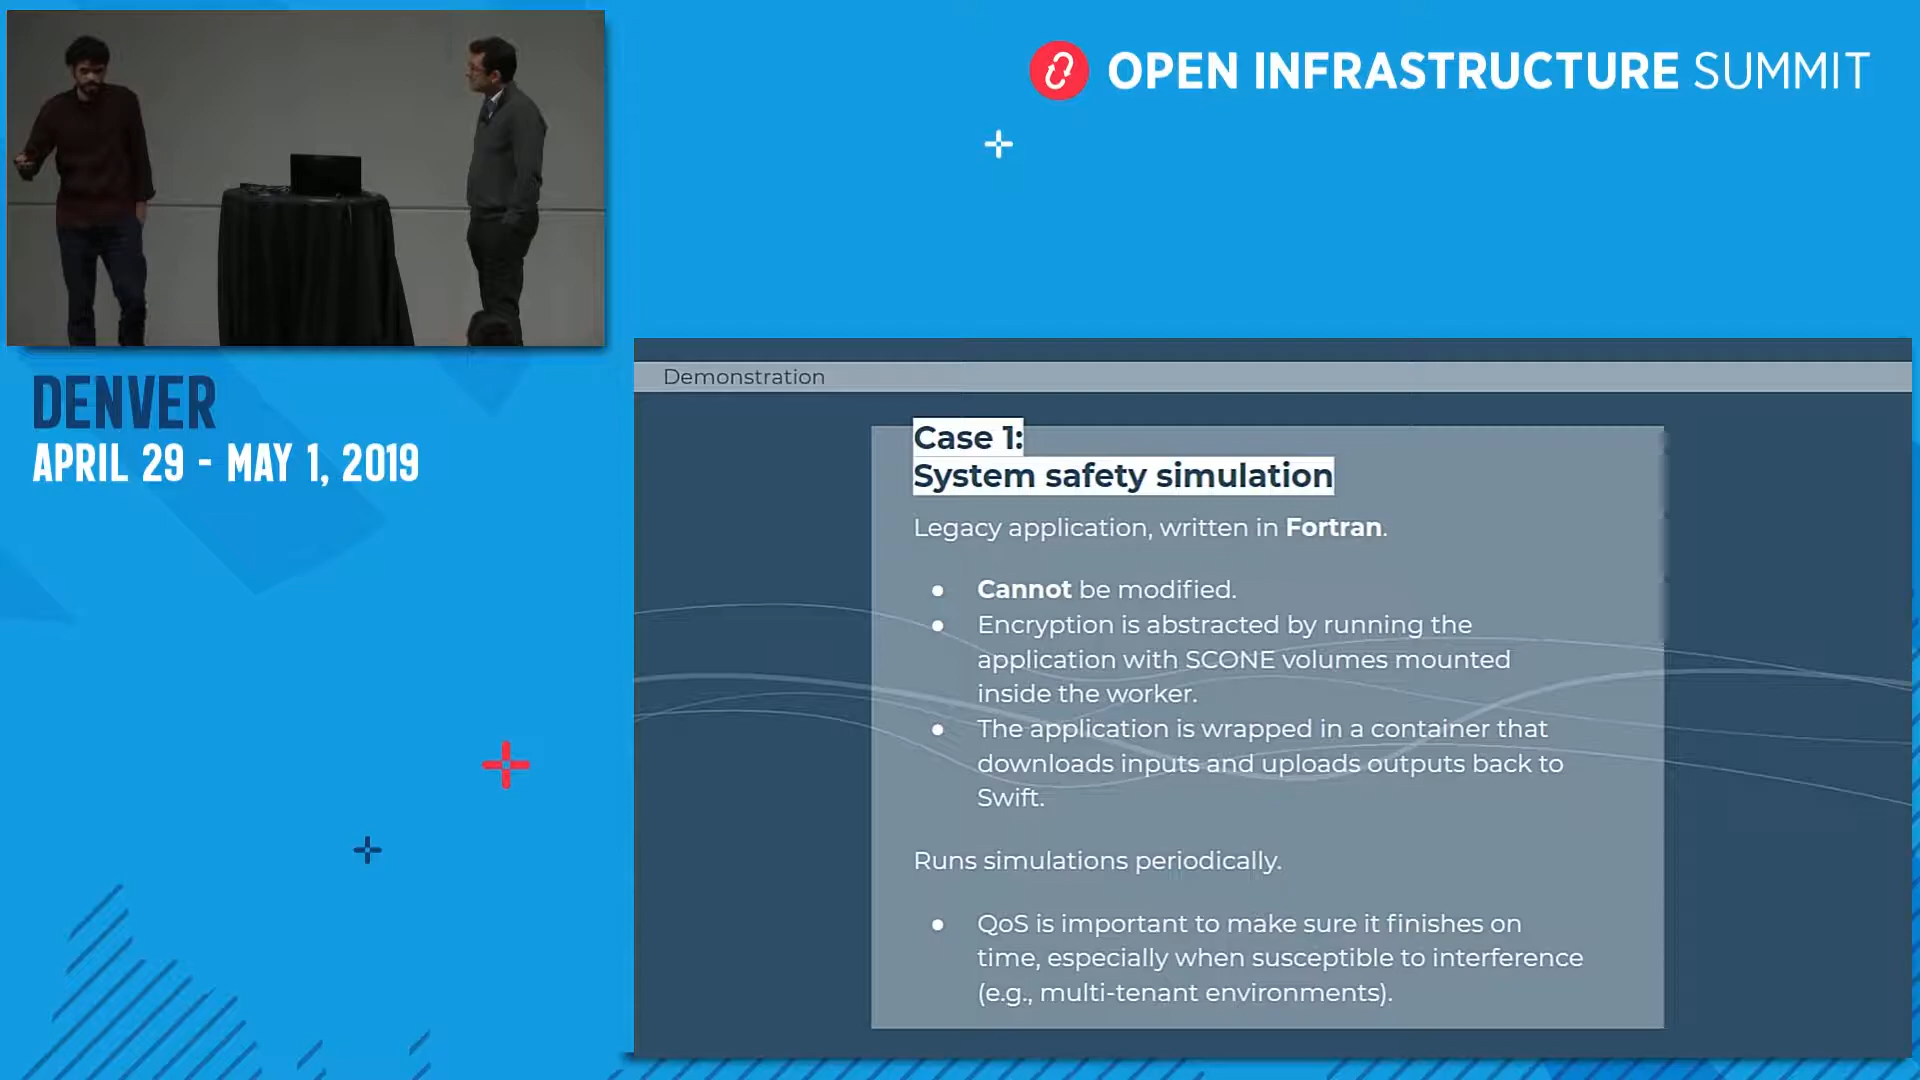 OPEN INFRASTRUCTURE SUMMIT
DENVER
APRIL 29 - MAY 1, 2019
Demonstration
Case 1:
System safety simulation
Legacy application, written in Fortran.
● Cannot be modified.
● Encryption is abstracted by running the
application with SCONE volumes mounted
inside the worker.
● The application is wrapped in a container that
downloads inputs and uploads outputs back to
Swift.
Runs simulations periodically.
● QoS is important to make sure it finishes on
time, especially when susceptible to interference
(e.g., multi-tenant environments).